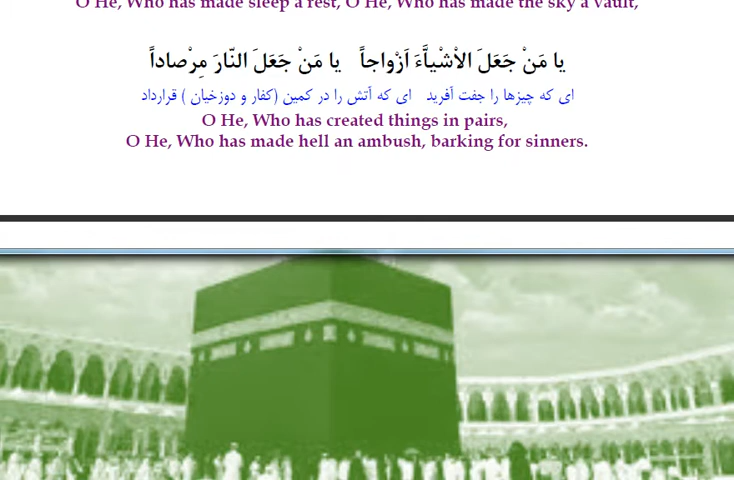 O He, Who has made sleep a rest, O He, Who has made the sky a vault,
يا مَنْ جَعَلَ الاْشْيآَّءَ اَزْواجاً يا مَنْ جَعَلَ النّارَ مِرْصاداً
ای که چیزها را جفت آفرید ای که آتش را در کمین (کفار و دوزخیان ) قرارداد
O He, Who has created things in pairs,
O He, Who has made hell an ambush, barking for sinners.